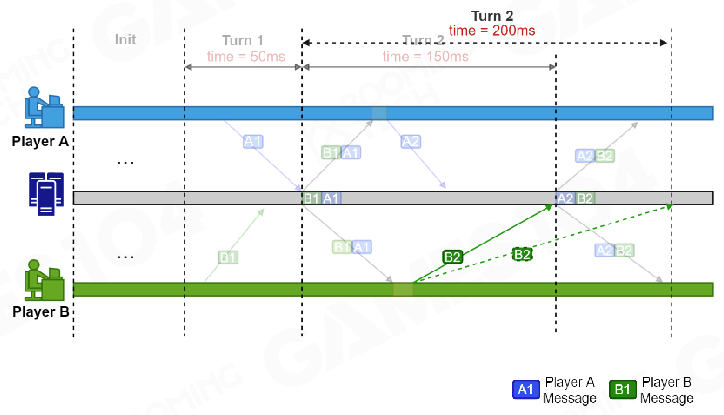 Turn 2
time = 200ms
Init
Turn 1
Turn 2
time = 50ms
time = 150ms
Player A
A1
B1 A1
A2
A2 B2
...
B1 A1
A2 B2
...
B1
B1 A1
B2
B2
A2 B2
Player B
A1 Player A
Message
B1 Player B
Message